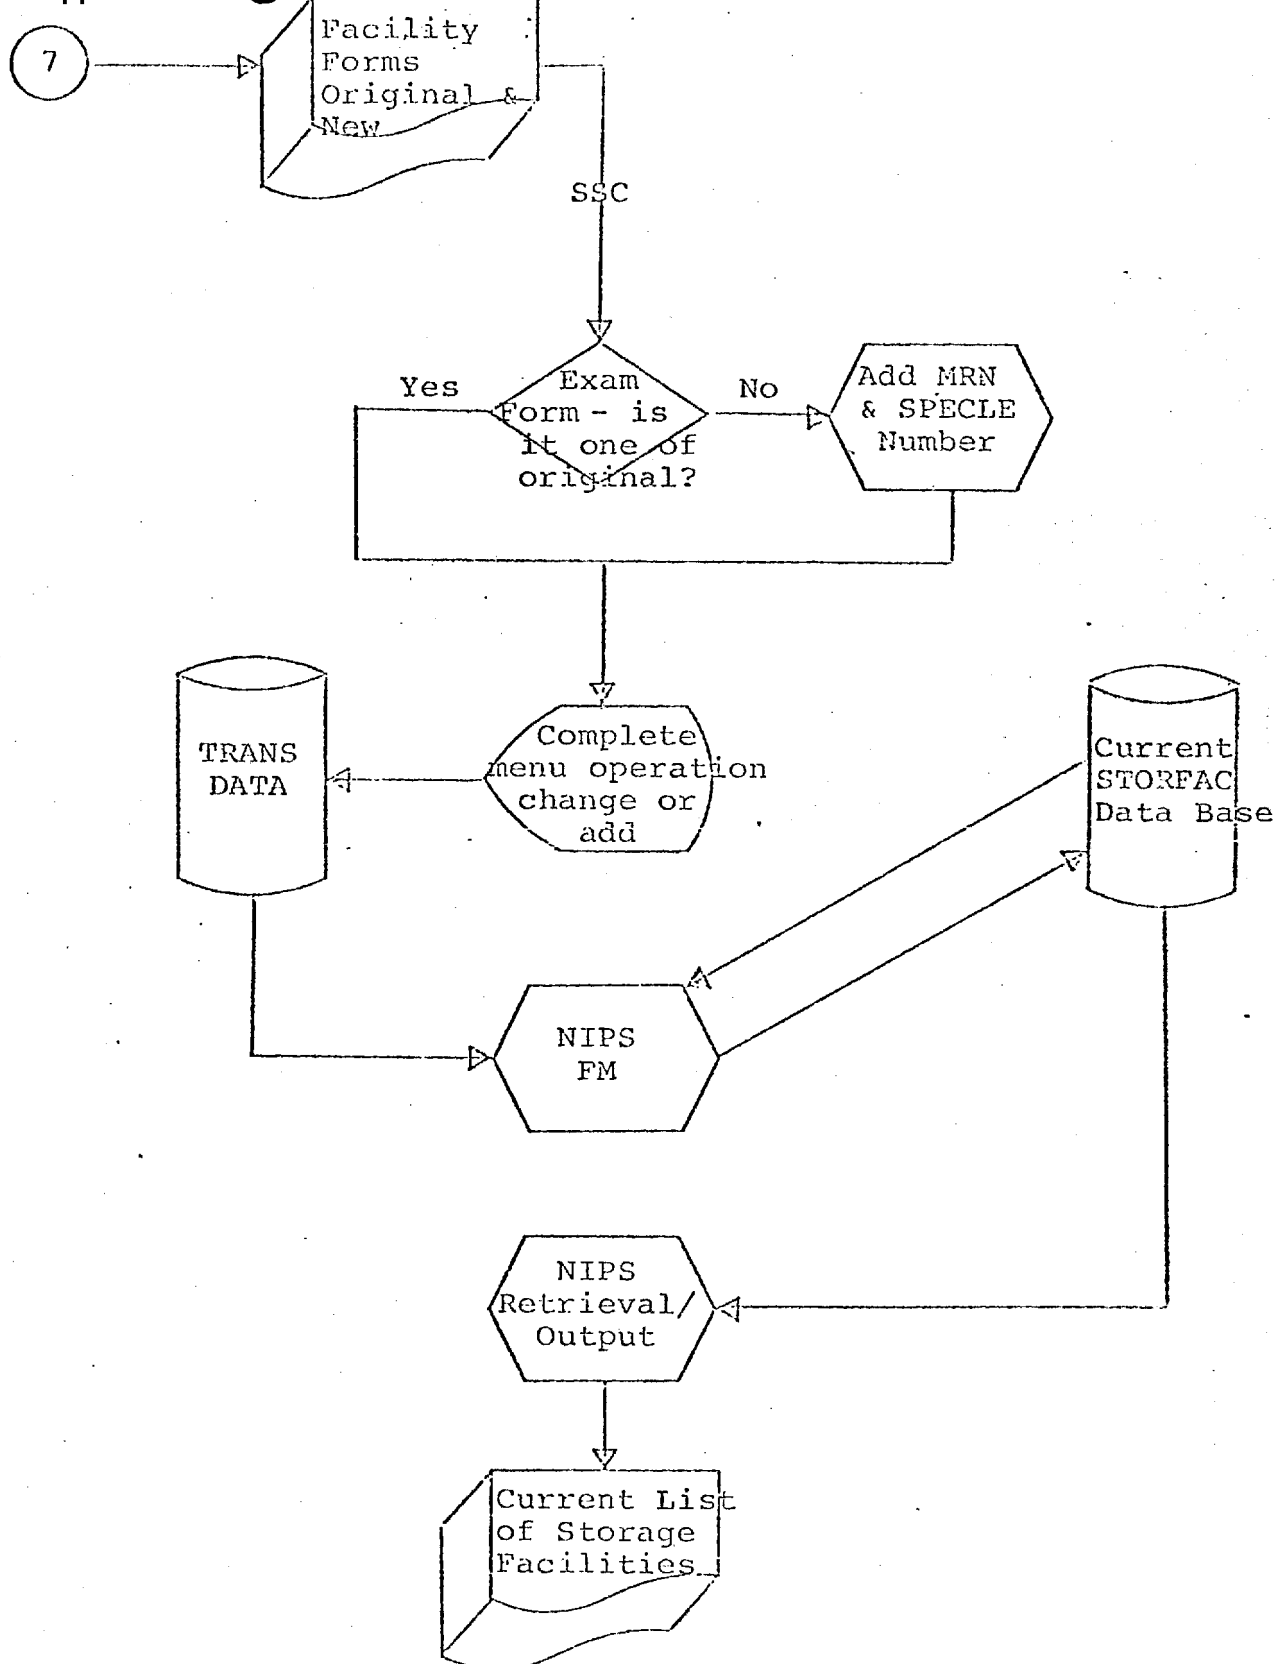 Facility
7
Forms
Original &
New
SSC
Yes
Exam
Form - is
it one of
original?
No
Add MRN
& SPECLE
Number
TRANS
DATA
Complete
menu operation
change or
add
Current
STORFAC
Data Base
NIPS
FM
NIPS
Retrieval/
Output
Current List
of Storage
Facilities